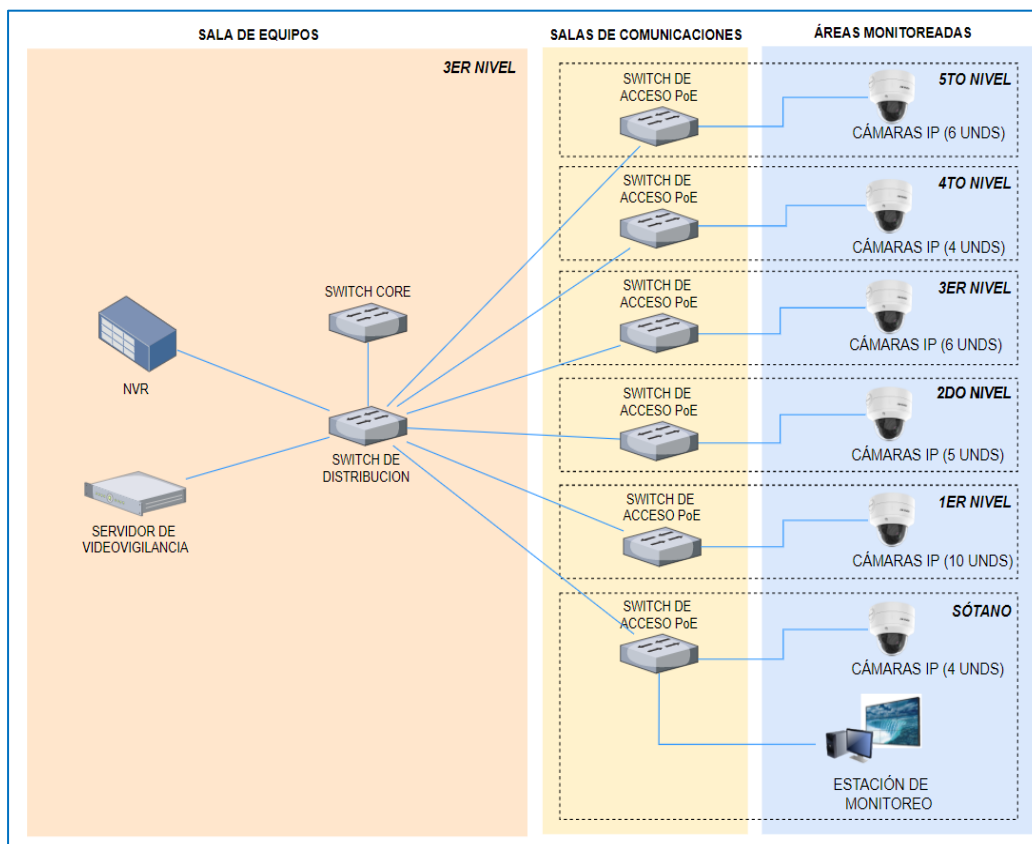 SALA DE EQUIPOS
SALAS DE COMUNICACIONES
ÁREAS MONITOREADAS
3ER NIVEL
SWITCH DE
ACCESO PoE
5TO NIVEL
CÁMARAS IP (6 UNDS)
SWITCH DE
ACCESO PoE
4TO NIVEL
CÁMARAS IP (4 UNDS)
SWITCH DE
ACCESO PoE
3ER NIVEL
CÁMARAS IP (6 UNDS)
SWITCH CORE
NVR
SWITCH DE
DISTRIBUCION
SERVIDOR DE
VIDEOVIGILANCIA
SWITCH DE
ACCESO PoE
2DO NIVEL
CÁMARAS IP (5 UNDS)
SWITCH DE
ACCESO PoE
1ER NIVEL
CÁMARAS IP (10 UNDS)
SWITCH DE
ACCESO PoE
SÓTANO
CÁMARAS IP (4 UNDS)
ESTACIÓN DE
MONITOREO